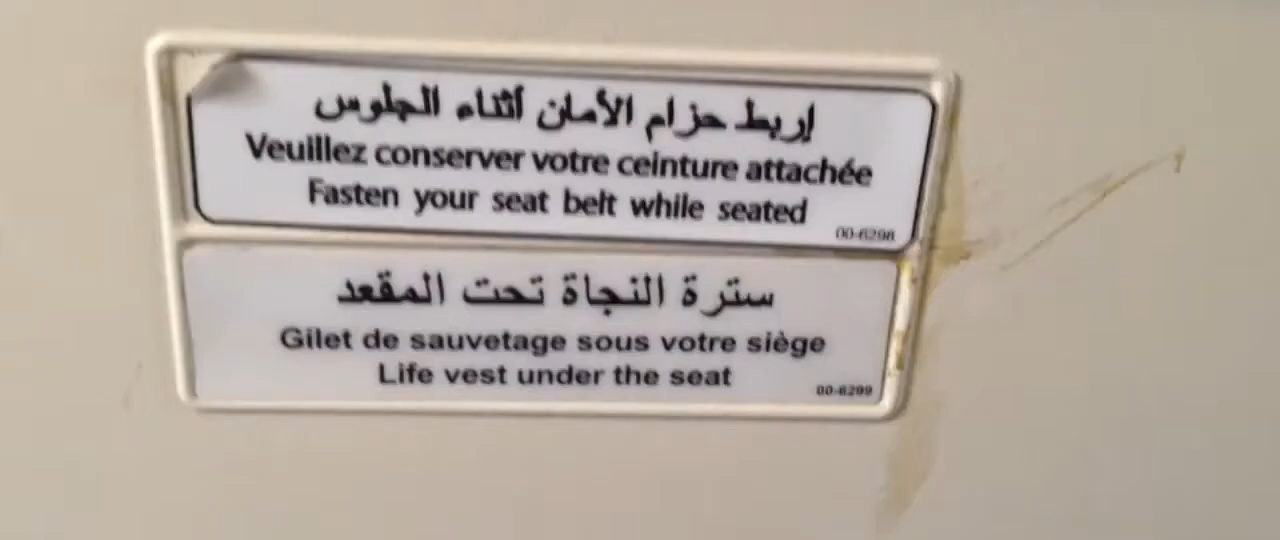 إربط حزام الأمان أثناء الجلوس
Veuillez conserver votre ceinture attachée
Fasten your seat belt while seated
00-6298
سترة النجاة تحت المقعد
Gilet de sauvetage sous votre siège
Life vest under the seat
00-6299